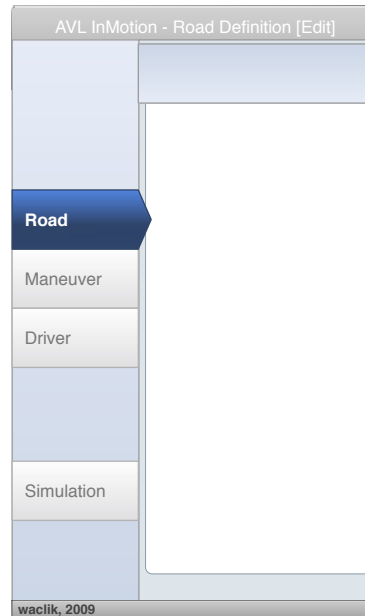 AVL InMotion - Road Definition [Edit]
Road
Maneuver
Driver
Simulation
waclik, 2009